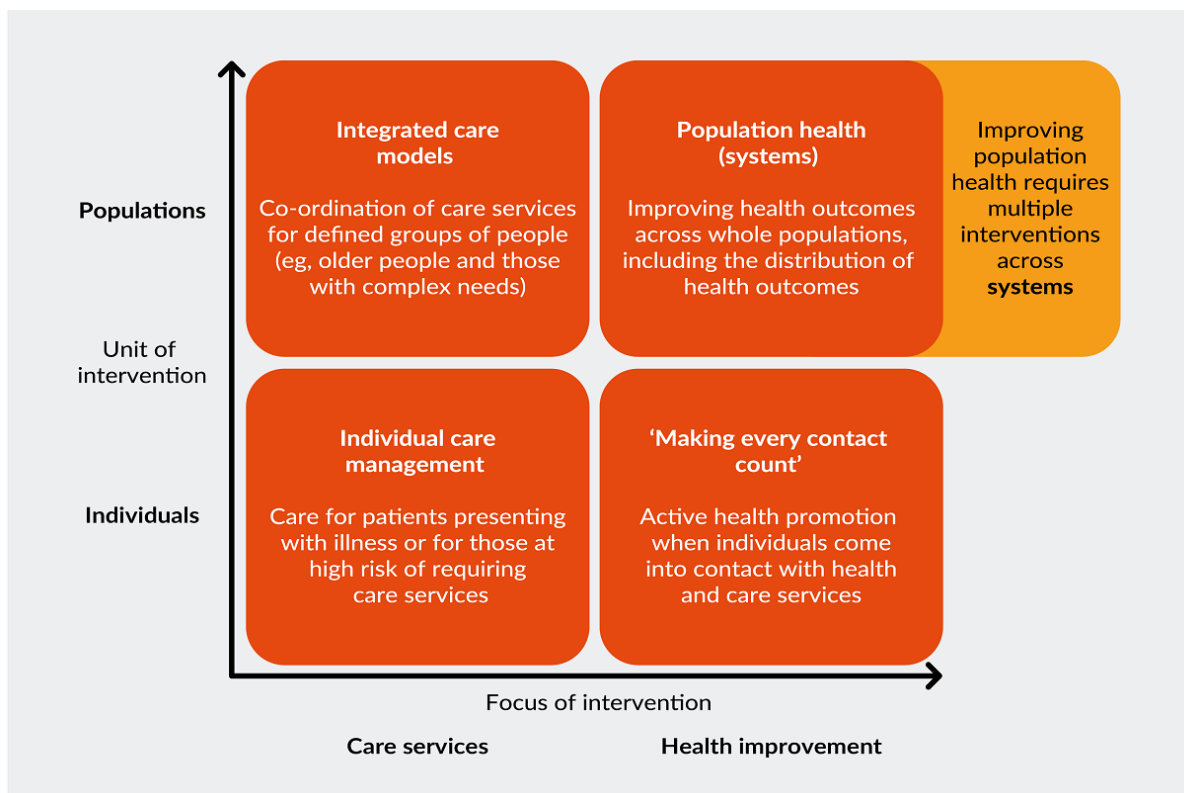 Populations
Unit of
intervention
Individuals
Integrated care
models
Co-ordination of care services
for defined groups of people
(eg, older people and those
with complex needs)
Population health
(systems)
Improving health outcomes
across whole populations,
including the distribution of
health outcomes
Improving
population
health requires
multiple
interventions
across
systems
Individual care
management
Care for patients presenting
with illness or for those at
high risk of requiring
care services
‘Making every contact
count’
Active health promotion
when individuals come
into contact with health
and care services
Focus of intervention
Care services
Health improvement